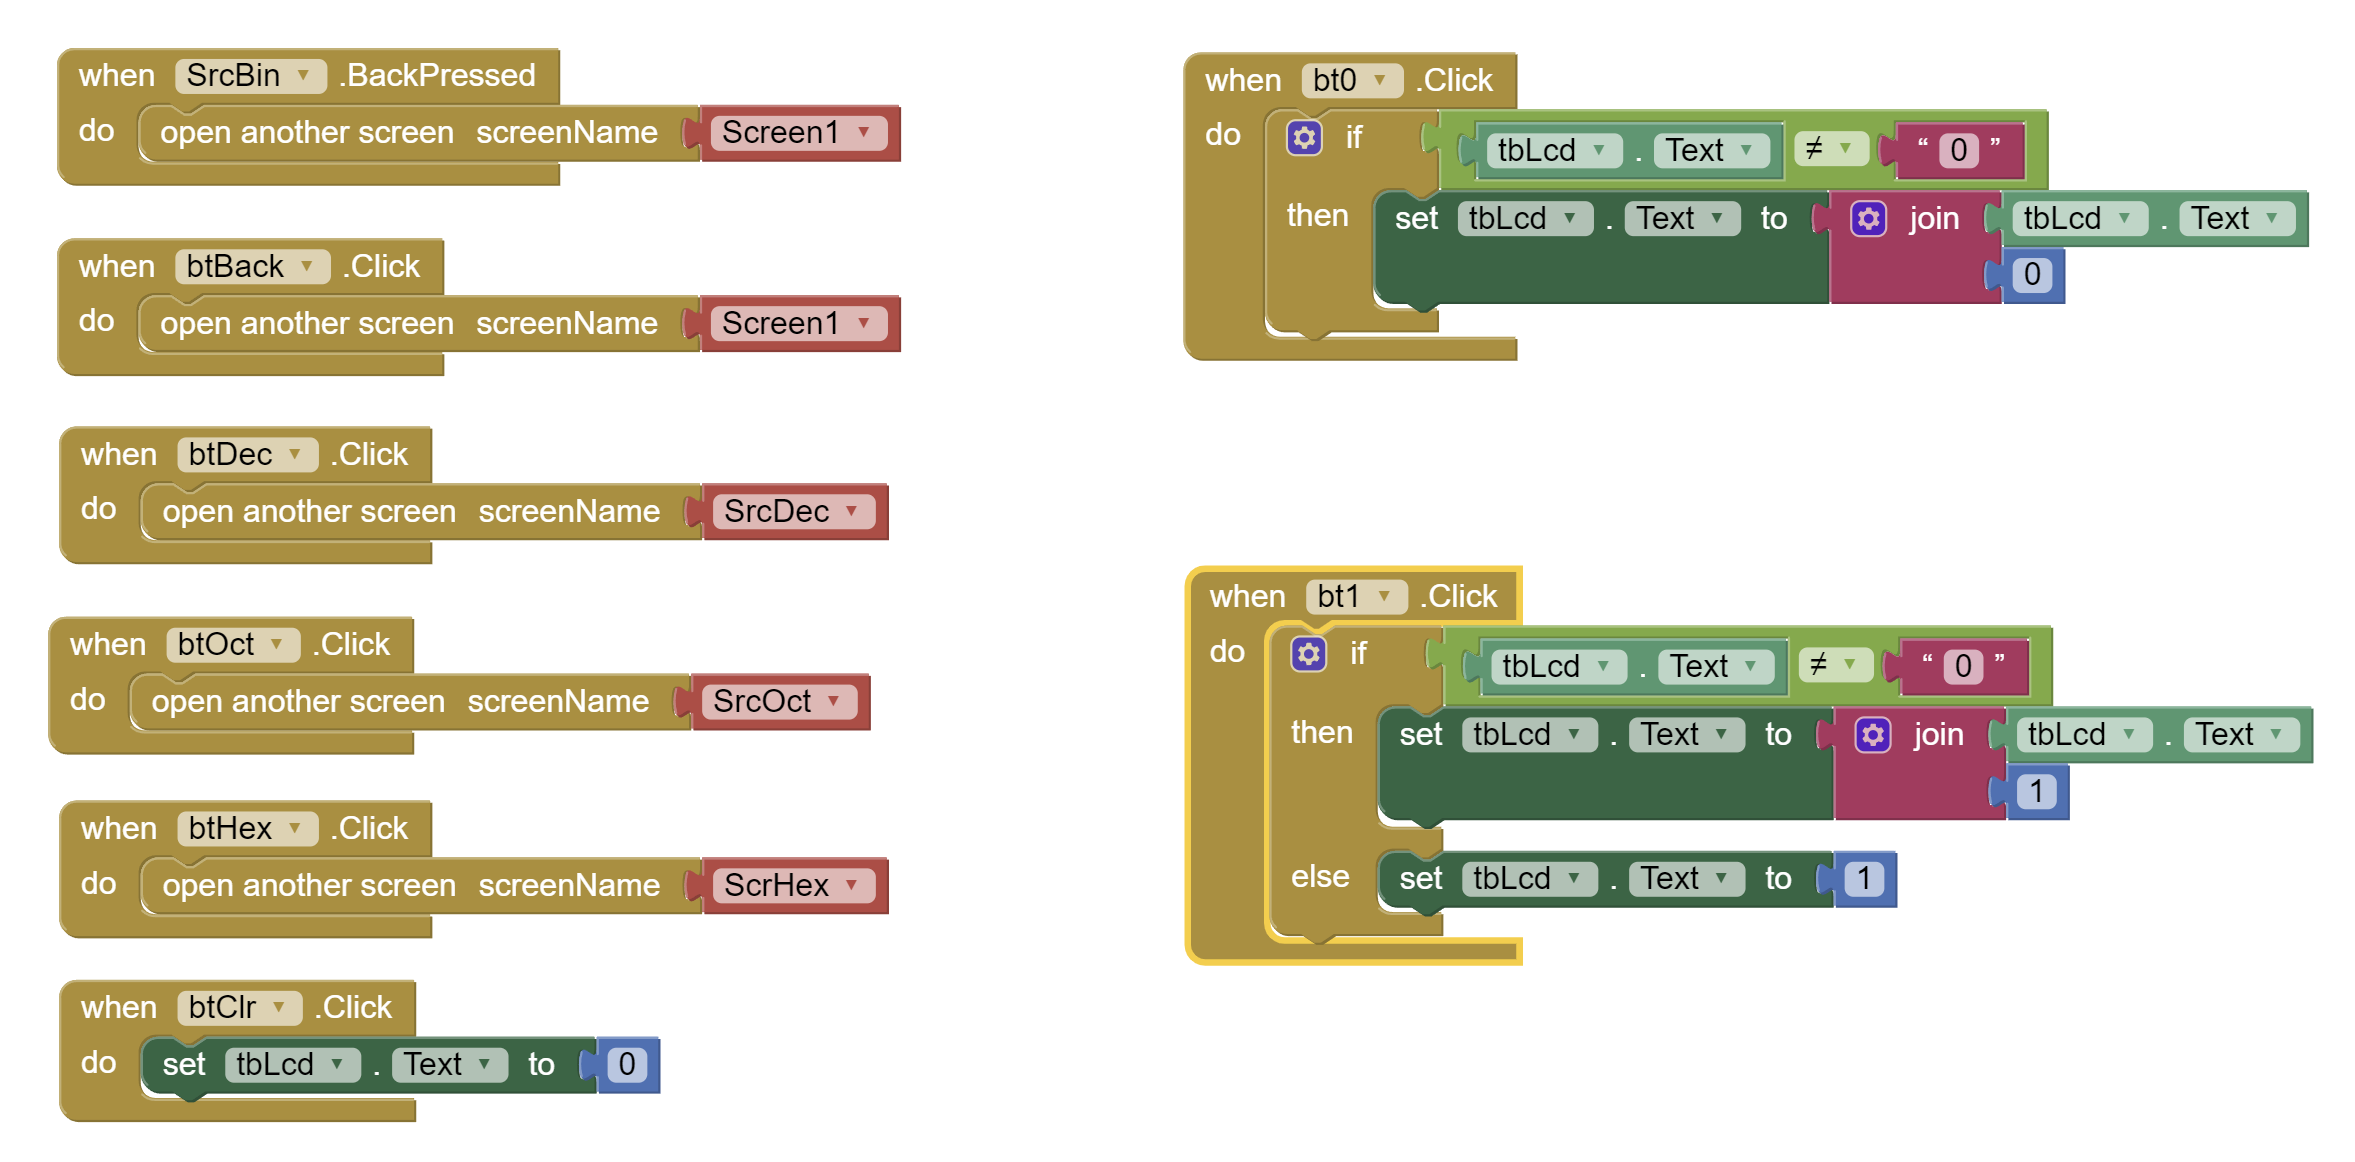 when SrcBin .BackPressed
do open another screen screenName Screen1
when btBack .Click
do open another screen screenName Screen1
when btDec .Click
do open another screen screenName SrcDec
when btOct .Click
do open another screen screenName SrcOct
when btHex .Click
do open another screen screenName ScrHex
when btClr .Click
do set tbLcd . Text to 0
when bt0 .Click
do if tbLcd . Text ≠ “ 0 ”
then set tbLcd . Text to join tbLcd . Text
0
when bt1 .Click
do if tbLcd . Text ≠ “ 0 ”
then set tbLcd . Text to join tbLcd . Text
1
else set tbLcd . Text to 1